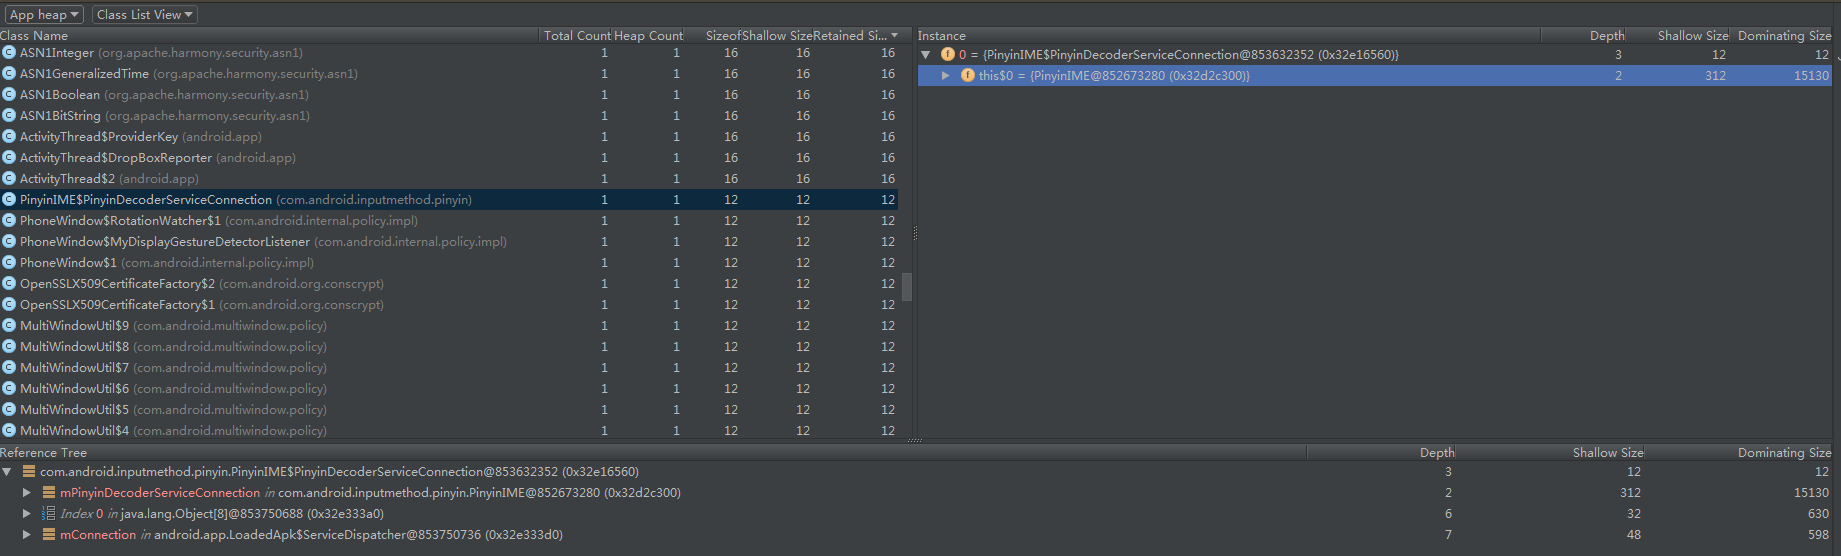 App heap Class List View
Class Name Total Count Heap Count Sizeof Shallow Size Retained Si...
ASN1Integer (org.apache.harmony.security.asn1) 1 1 16 16 16
ASN1GeneralizedTime (org.apache.harmony.security.asn1) 1 1 16 16 16
ASN1Boolean (org.apache.harmony.security.asn1) 1 1 16 16 16
ASN1BitString (org.apache.harmony.security.asn1) 1 1 16 16 16
ActivityThread$ProviderKey (android.app) 1 1 16 16 16
ActivityThread$DropBoxReporter (android.app) 1 1 16 16 16
ActivityThread$2 (android.app) 1 1 16 16 16
PinyinIME$PinyinDecoderServiceConnection (com.android.inputmethod.pinyin) 1 1 12 12 12
PhoneWindow$RotationWatcher$1 (com.android.internal.policy.impl) 1 1 12 12 12
PhoneWindow$MyDisplayGestureDetectorListener (com.android.internal.policy.impl) 1 1 12 12 12
PhoneWindow$1 (com.android.internal.policy.impl) 1 1 12 12 12
OpenSSLX509CertificateFactory$2 (com.android.org.conscrypt) 1 1 12 12 12
OpenSSLX509CertificateFactory$1 (com.android.org.conscrypt) 1 1 12 12 12
MultiWindowUtil$9 (com.android.multiwindow.policy) 1 1 12 12 12
MultiWindowUtil$8 (com.android.multiwindow.policy) 1 1 12 12 12
MultiWindowUtil$7 (com.android.multiwindow.policy) 1 1 12 12 12
MultiWindowUtil$6 (com.android.multiwindow.policy) 1 1 12 12 12
MultiWindowUtil$5 (com.android.multiwindow.policy) 1 1 12 12 12
MultiWindowUtil$4 (com.android.multiwindow.policy) 1 1 12 12 12
Instance Depth Shallow Size Dominating Size
0 = {PinyinIME$PinyinDecoderServiceConnection@853632352 (0x32e16560)} 3 12 12
this$0 = {PinyinIME@852673280 (0x32d2c300)} 2 312 15130
Reference Tree Depth Shallow Size Dominating Size
com.android.inputmethod.pinyin.PinyinIME$PinyinDecoderServiceConnection@853632352 (0x32e16560) 3 12 12
mPinyinDecoderServiceConnection in com.android.inputmethod.pinyin.PinyinIME@852673280 (0x32d2c300) 2 312 15130
Index 0 in java.lang.Object[8]@853750688 (0x32e333a0) 6 32 630
mConnection in android.app.LoadedApk$ServiceDispatcher@853750736 (0x32e333d0) 7 48 598